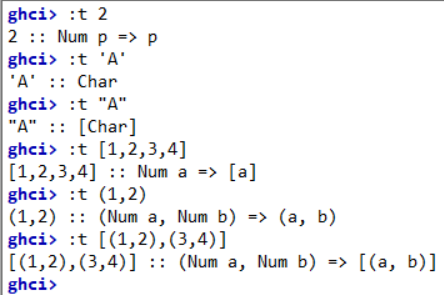 ghci> :t 2
2 :: Num p => p
ghci> :t 'A'
'A' :: Char
ghci> :t "A"
"A" :: [Char]
ghci> :t [1,2,3,4]
[1,2,3,4] :: Num a => [a]
ghci> :t (1,2)
(1,2) :: (Num a, Num b) => (a, b)
ghci> :t [(1,2),(3,4)]
[(1,2),(3,4)] :: (Num a, Num b) => [(a, b)]
ghci>